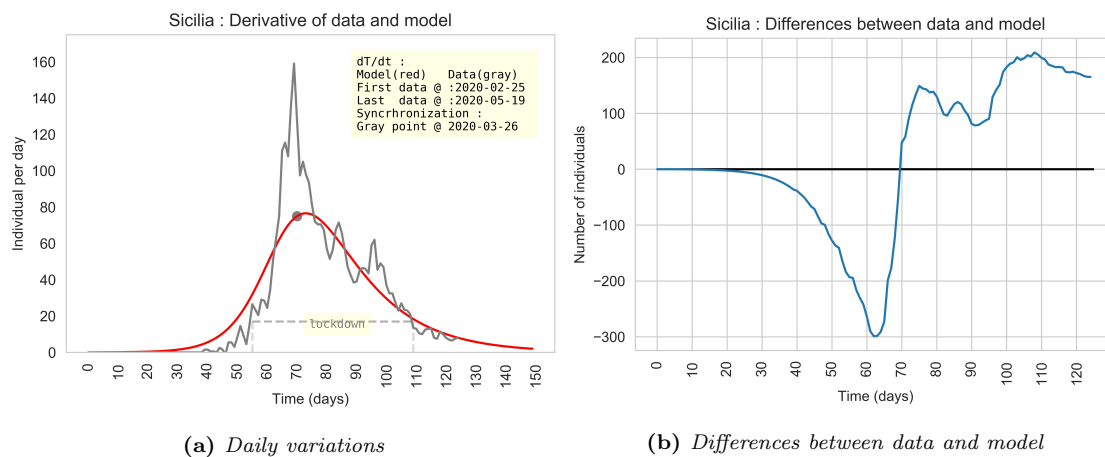 Sicilia : Derivative of data and model
Individual per day
160
140
120
100
80
60
40
20
0
dT/dt :
Model(red)   Data(gray)
First data @ :2020-02-25
Last  data @ :2020-05-19
Syncrhronization :
Gray point @ 2020-03-26
lockdown
0 10 20 30 40 50 60 70 80 90 100 110 120 130 140 150
Time (days)
(a) Daily variations
Sicilia : Differences between data and model
Number of individuals
200
100
0
−100
−200
−300
0 10 20 30 40 50 60 70 80 90 100 110 120
Time (days)
(b) Differences between data and model